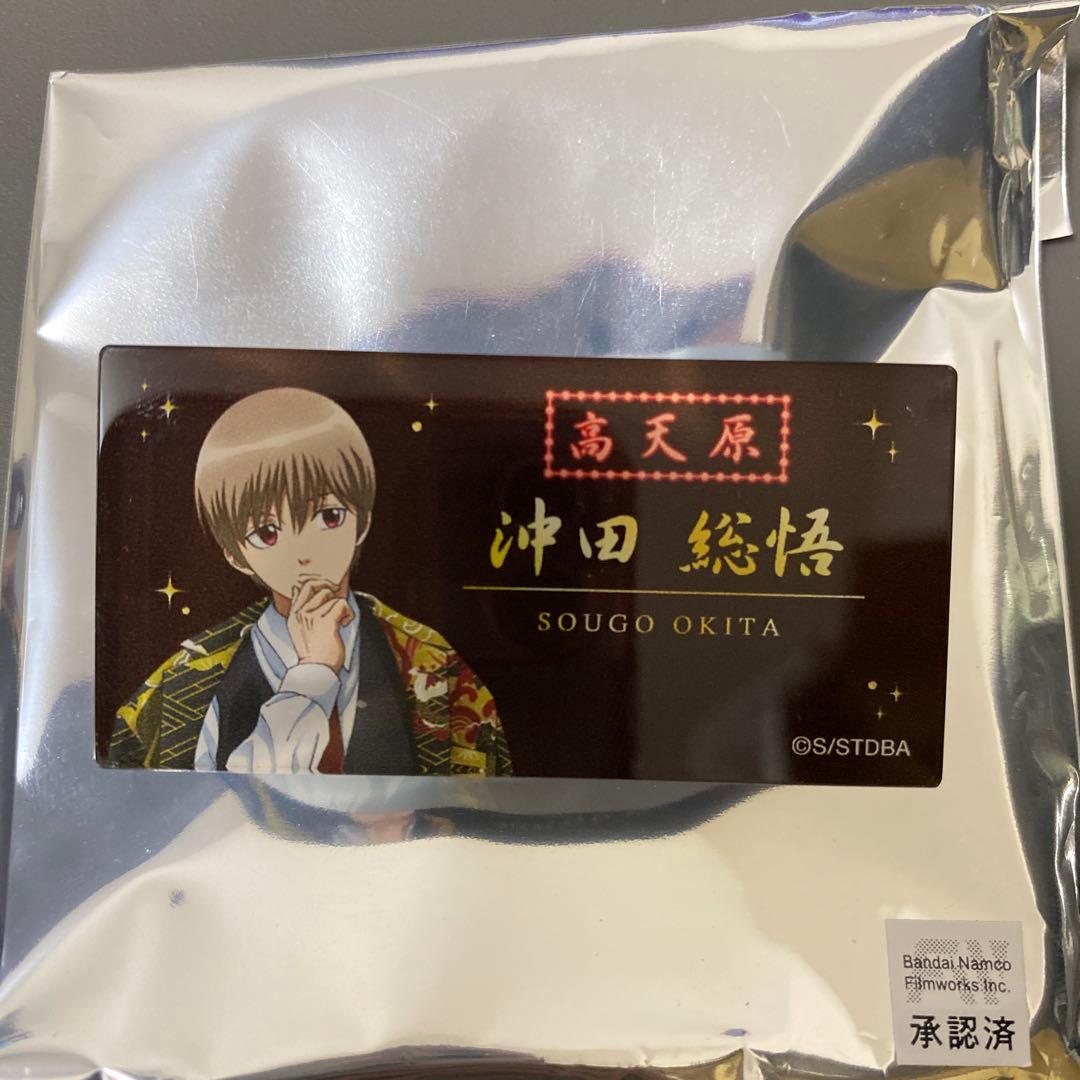 高天原
沖田 総悟
SOUGO OKITA
©S/STDBA
Bandai Namco
Filmworks Inc.
承認済